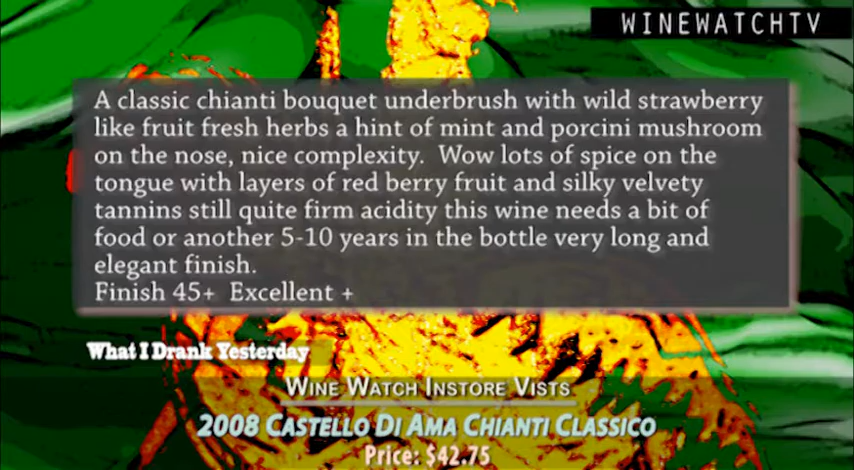 WINEWATCHTV
A classic chianti bouquet underbrush with wild strawberry
like fruit fresh herbs a hint of mint and porcini mushroom
on the nose, nice complexity. Wow lots of spice on the
tongue with layers of red berry fruit and silky velvety
tannins still quite firm acidity this wine needs a bit of
food or another 5-10 years in the bottle very long and
elegant finish.
Finish 45+ Excellent +
What I Drank Yesterday
WINE WATCH INSTORE VISTS
2008 CASTELLO DI AMA CHIANTI CLASSICO
Price: $42.75